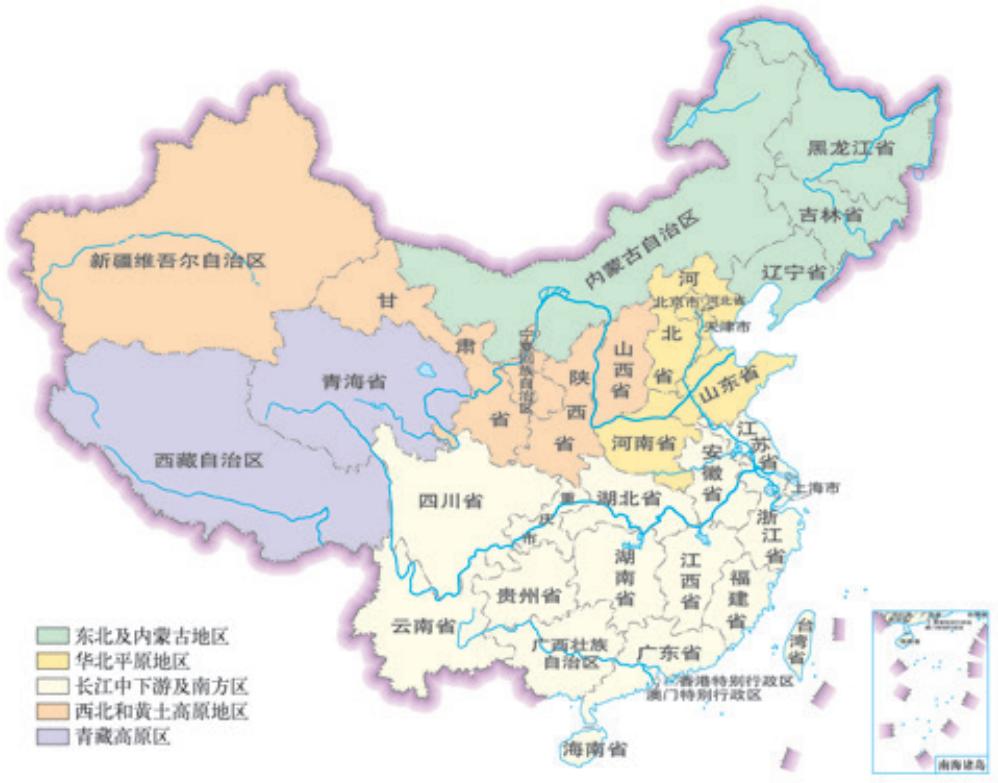 黑龙江省
吉林省
辽宁省
内蒙古自治区
新疆维吾尔自治区
甘
肃
省
河
北
省
北京市
河北省
天津市
宁夏回族自治区
山西省
陕
西
省
山东省
青海省
河南省
西藏自治区
江
苏
省
安徽省
上海市
四川省
重
庆
市
湖北省
浙江省
湖南省
江西省
福建省
贵州省
云南省
广西壮族
自治区
广东省
台湾省
香港特别行政区
澳门特别行政区
海南省
东北及内蒙古地区
华北平原地区
长江中下游及南方区
西北和黄土高原地区
青藏高原区
南海诸岛